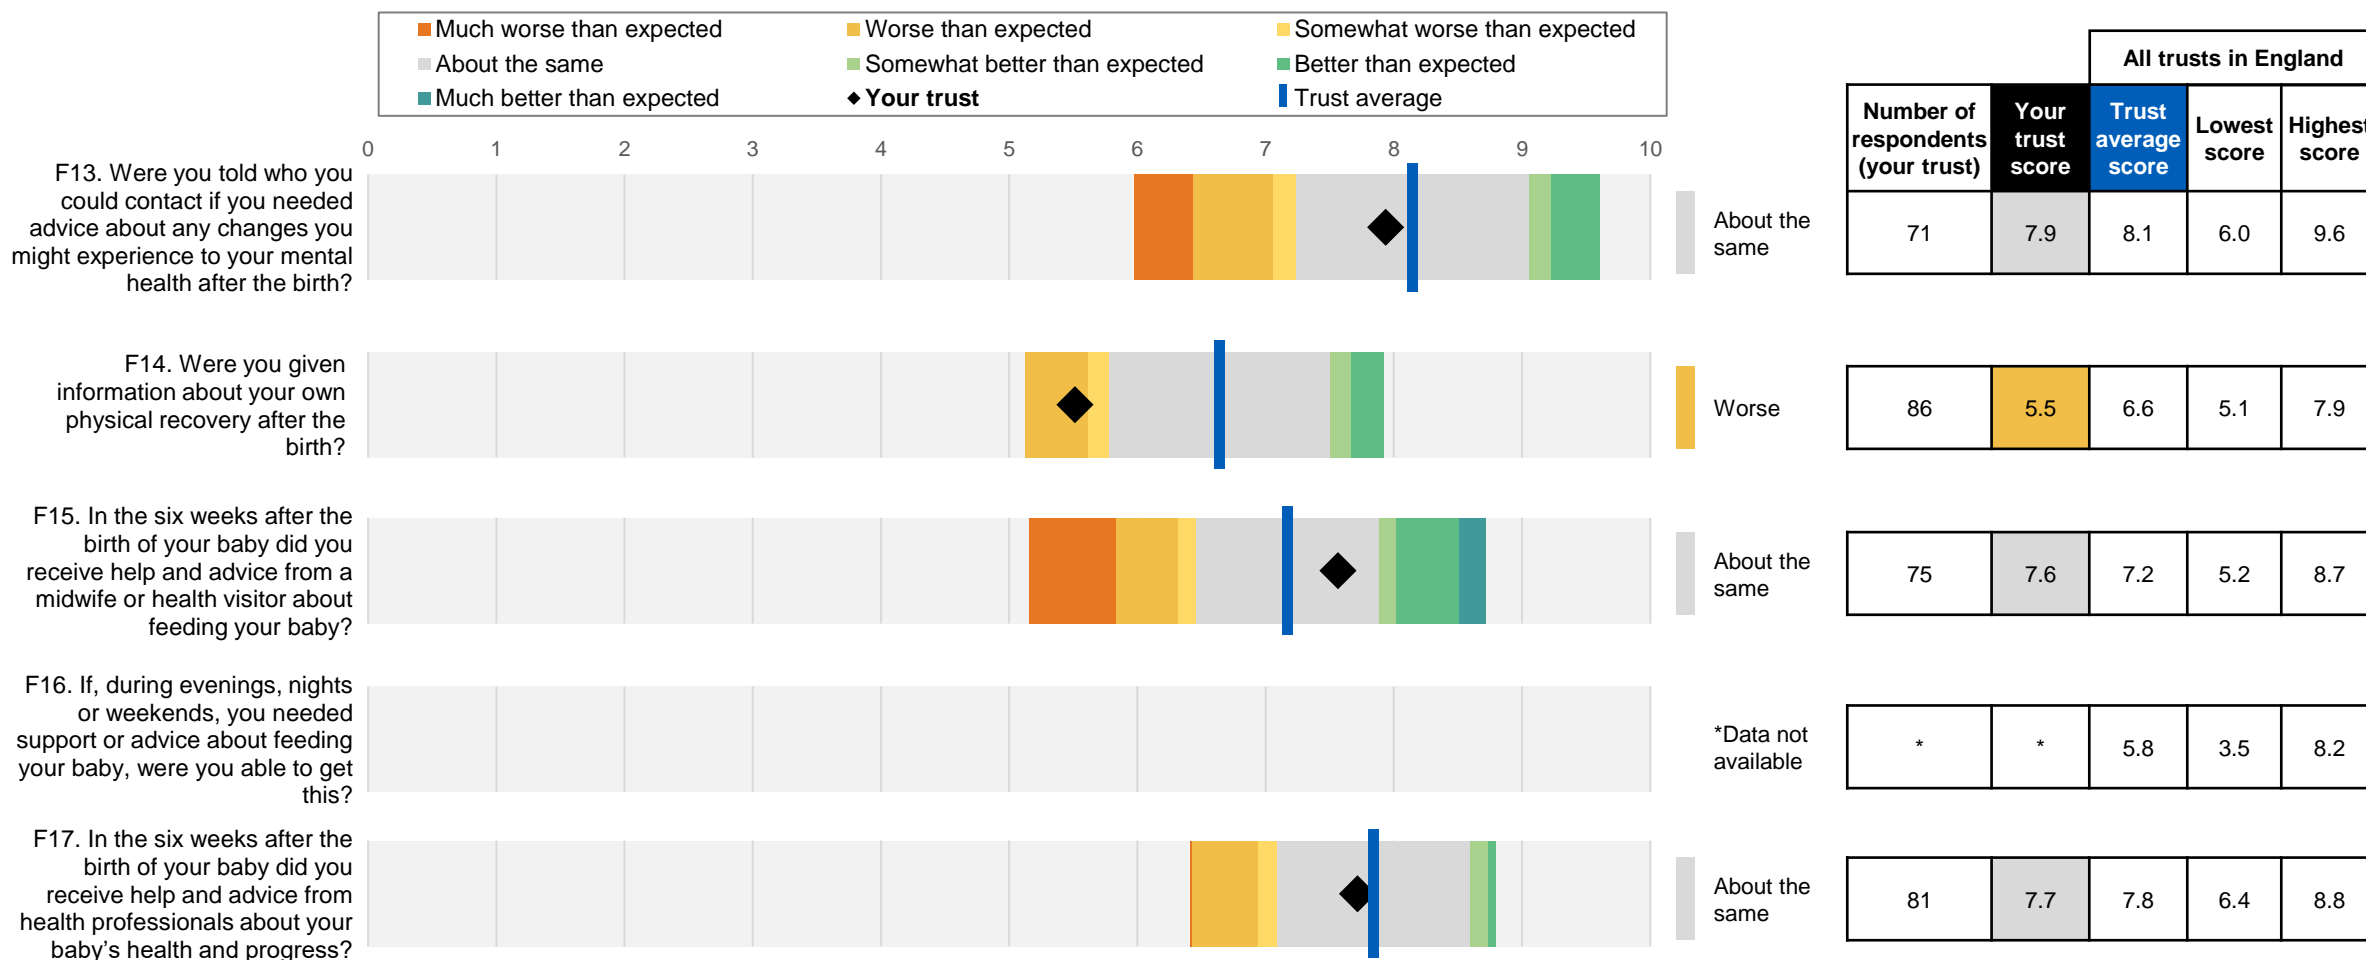 Much worse than expected
Worse than expected
Somewhat worse than expected
About the same
Somewhat better than expected
Better than expected
Much better than expected
Your trust
Trust average
All trusts in England
Number of respondents (your trust)
Your trust score
Trust average score
Lowest score
Highest score
0 1 2 3 4 5 6 7 8 9 10
F13. Were you told who you
could contact if you needed
advice about any changes you
might experience to your mental
health after the birth?
About the
same
71 7.9 8.1 6.0 9.6
F14. Were you given
information about your own
physical recovery after the
birth?
Worse
86 5.5 6.6 5.1 7.9
F15. In the six weeks after the
birth of your baby did you
receive help and advice from a
midwife or health visitor about
feeding your baby?
About the
same
75 7.6 7.2 5.2 8.7
F16. If, during evenings, nights
or weekends, you needed
support or advice about feeding
your baby, were you able to get
this?
*Data not
available
* * 5.8 3.5 8.2
F17. In the six weeks after the
birth of your baby did you
receive help and advice from
health professionals about your
baby's health and progress?
About the
same
81 7.7 7.8 6.4 8.8